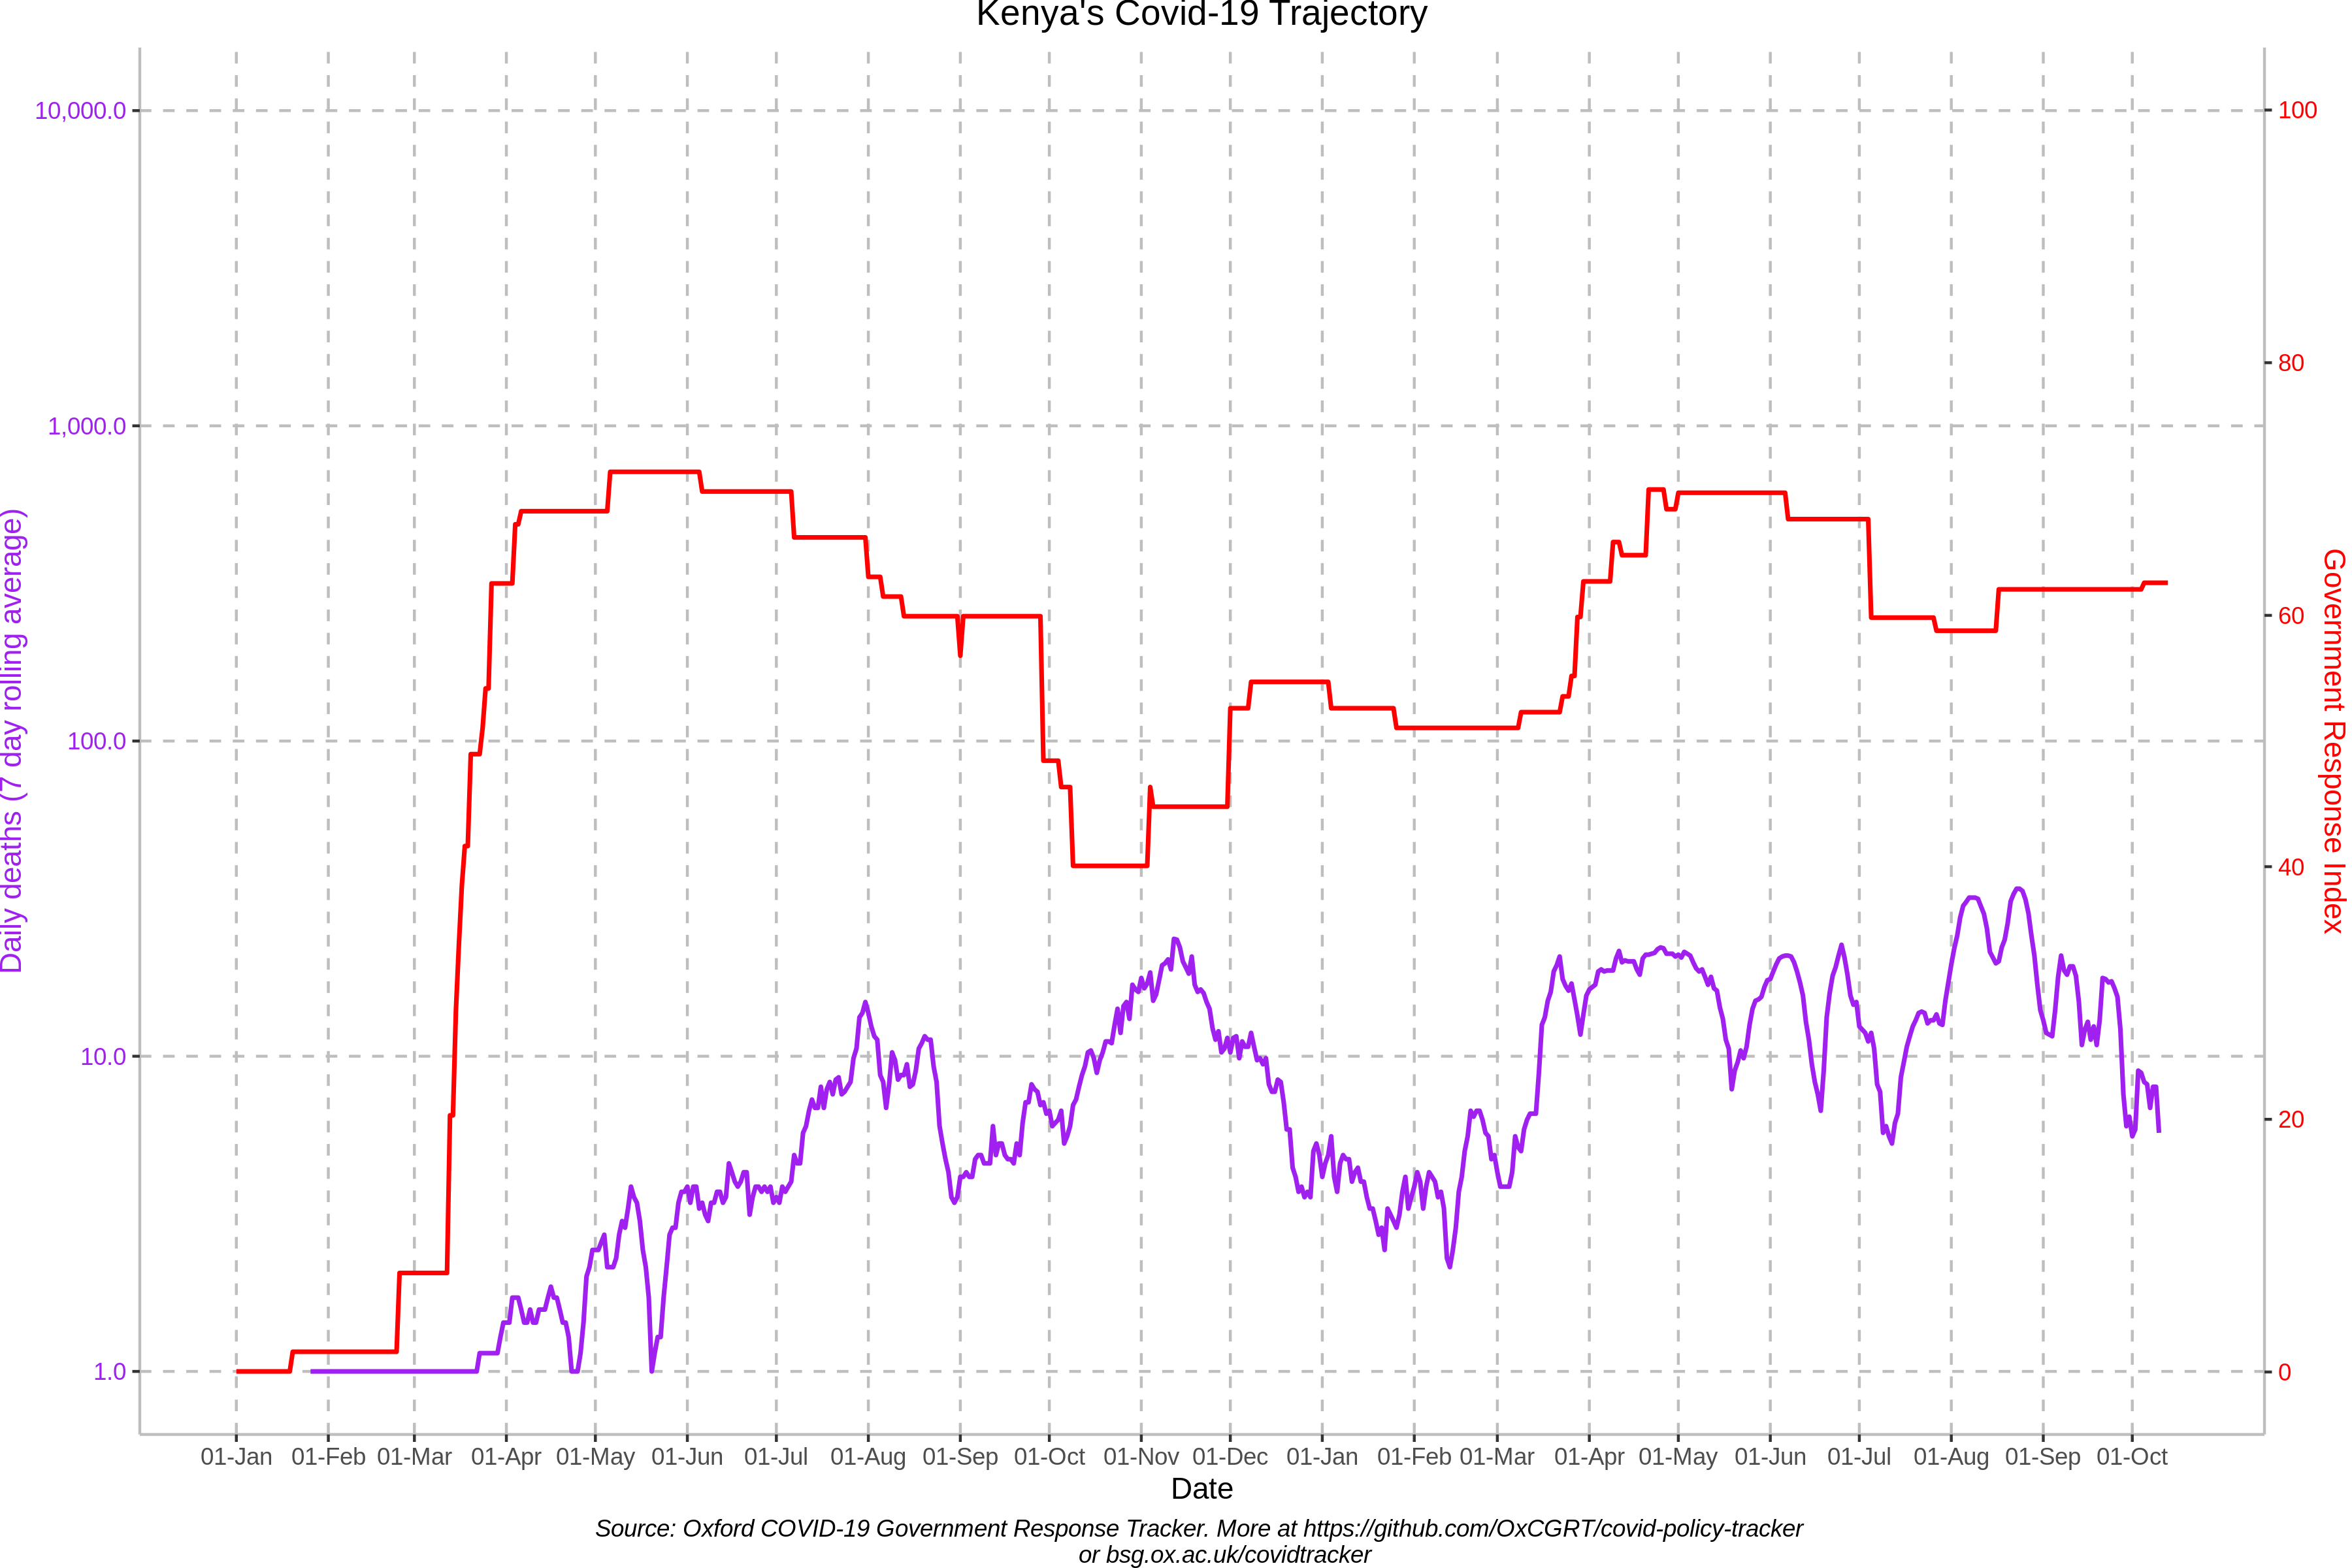 Kenya's Covid-19 Trajectory
10,000.0
1,000.0
100.0
10.0
1.0
Daily deaths (7 day rolling average)
100
80
60
40
20
0
Government Response Index
01-Jan 01-Feb 01-Mar 01-Apr 01-May 01-Jun 01-Jul 01-Aug 01-Sep 01-Oct 01-Nov 01-Dec 01-Jan 01-Feb 01-Mar 01-Apr 01-May 01-Jun 01-Jul 01-Aug 01-Sep 01-Oct
Date
Source: Oxford COVID-19 Government Response Tracker. More at https://github.com/OxCGRT/covid-policy-tracker
or bsg.ox.ac.uk/covidtracker